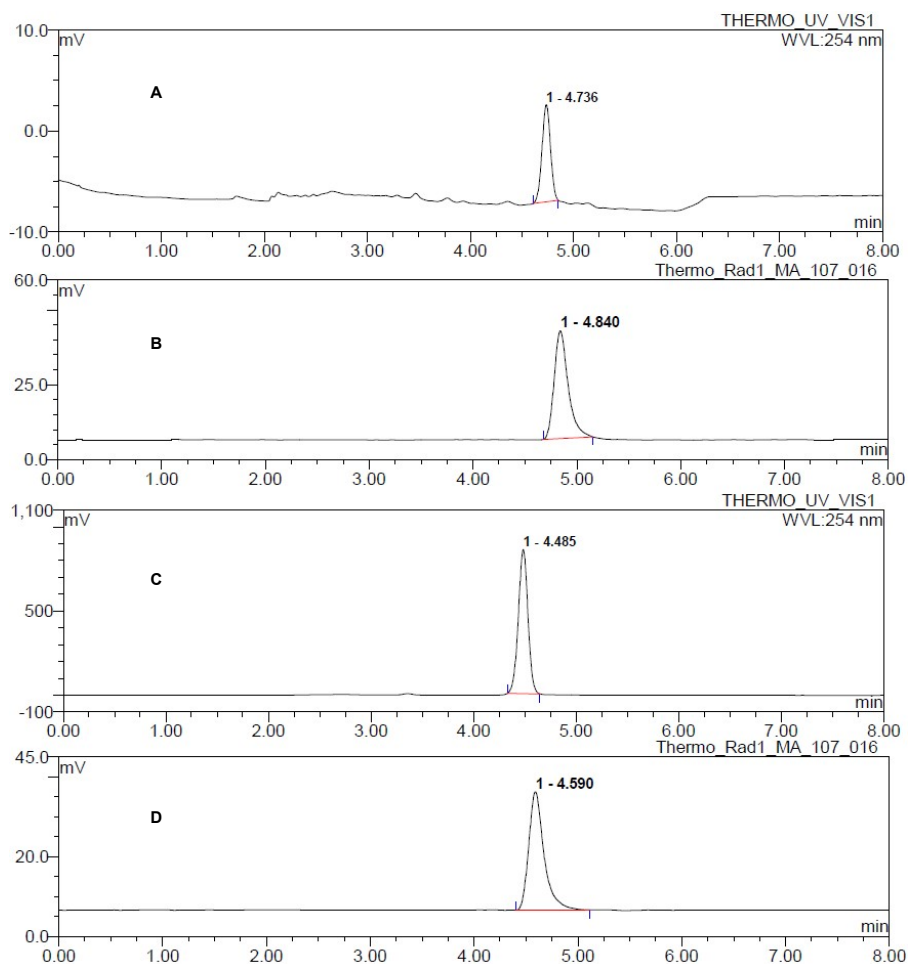 THERMO_UV_VIS1
10.0
mV
WVL:254 nm
A
1 - 4.736
0.0
min
-10.0
0.00 1.00 2.00 3.00 4.00 5.00 6.00 7.00 8.00
Thermo_Rad1_MA_107_016
60.0
mV
B
1 - 4.840
25.0
min
0.0
0.00 1.00 2.00 3.00 4.00 5.00 6.00 7.00 8.00
THERMO_UV_VIS1
1,100
mV
WVL:254 nm
C
1 - 4.485
500
min
-100
0.00 1.00 2.00 3.00 4.00 5.00 6.00 7.00 8.00
Thermo_Rad1_MA_107_016
45.0
mV
D
1 - 4.590
20.0
min
0.0
0.00 1.00 2.00 3.00 4.00 5.00 6.00 7.00 8.00